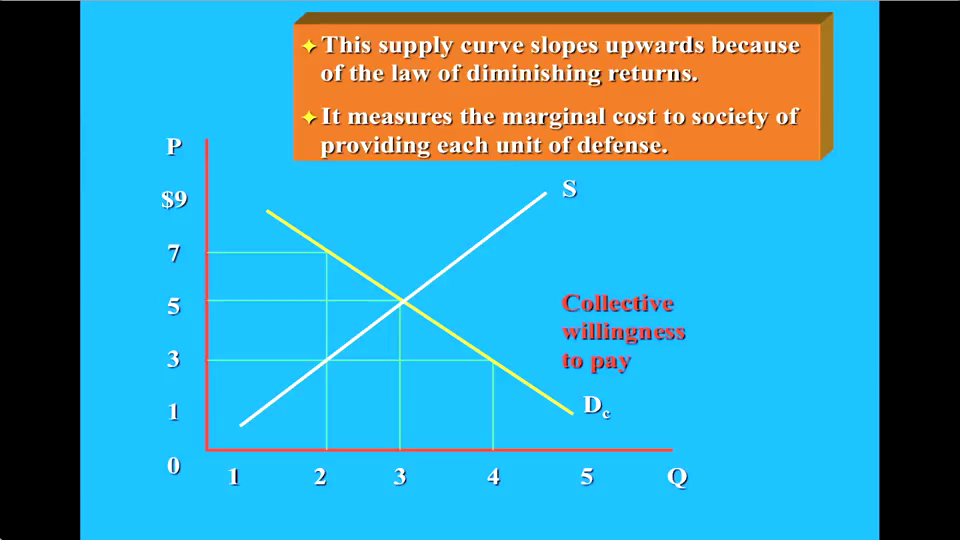 ✦ This supply curve slopes upwards because
of the law of diminishing returns.
✦ It measures the marginal cost to society of
providing each unit of defense.
P
$9
S
7
5
Collective
willingness
to pay
3
1
Dc
0
1 2 3 4 5 Q